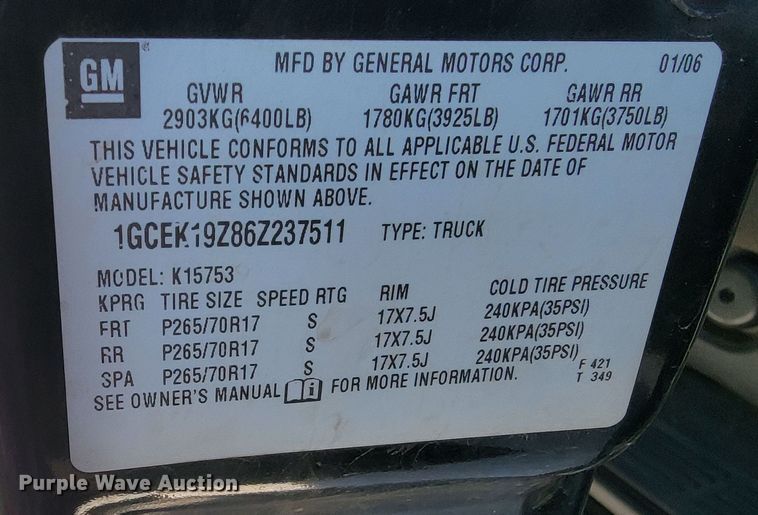 GM MFD BY GENERAL MOTORS CORP. 01/06
GVWR GAWR FRT GAWR RR
2903KG(6400LB) 1780KG(3925LB) 1701KG(3750LB)
THIS VEHICLE CONFORMS TO ALL APPLICABLE U.S. FEDERAL MOTOR
VEHICLE SAFETY STANDARDS IN EFFECT ON THE DATE OF
MANUFACTURE SHOWN ABOVE.
1GCEK19Z86Z237511 TYPE: TRUCK
MODEL: K15753
KPRG TIRE SIZE SPEED RTG RIM COLD TIRE PRESSURE
FRT P265/70R17 S 17X7.5J 240KPA(35PSI)
RR P265/70R17 S 17X7.5J 240KPA(35PSI)
SPA P265/70R17 S 17X7.5J 240KPA(35PSI)
SEE OWNER'S MANUAL i FOR MORE INFORMATION. F 421
T 349
Purple Wave Auction